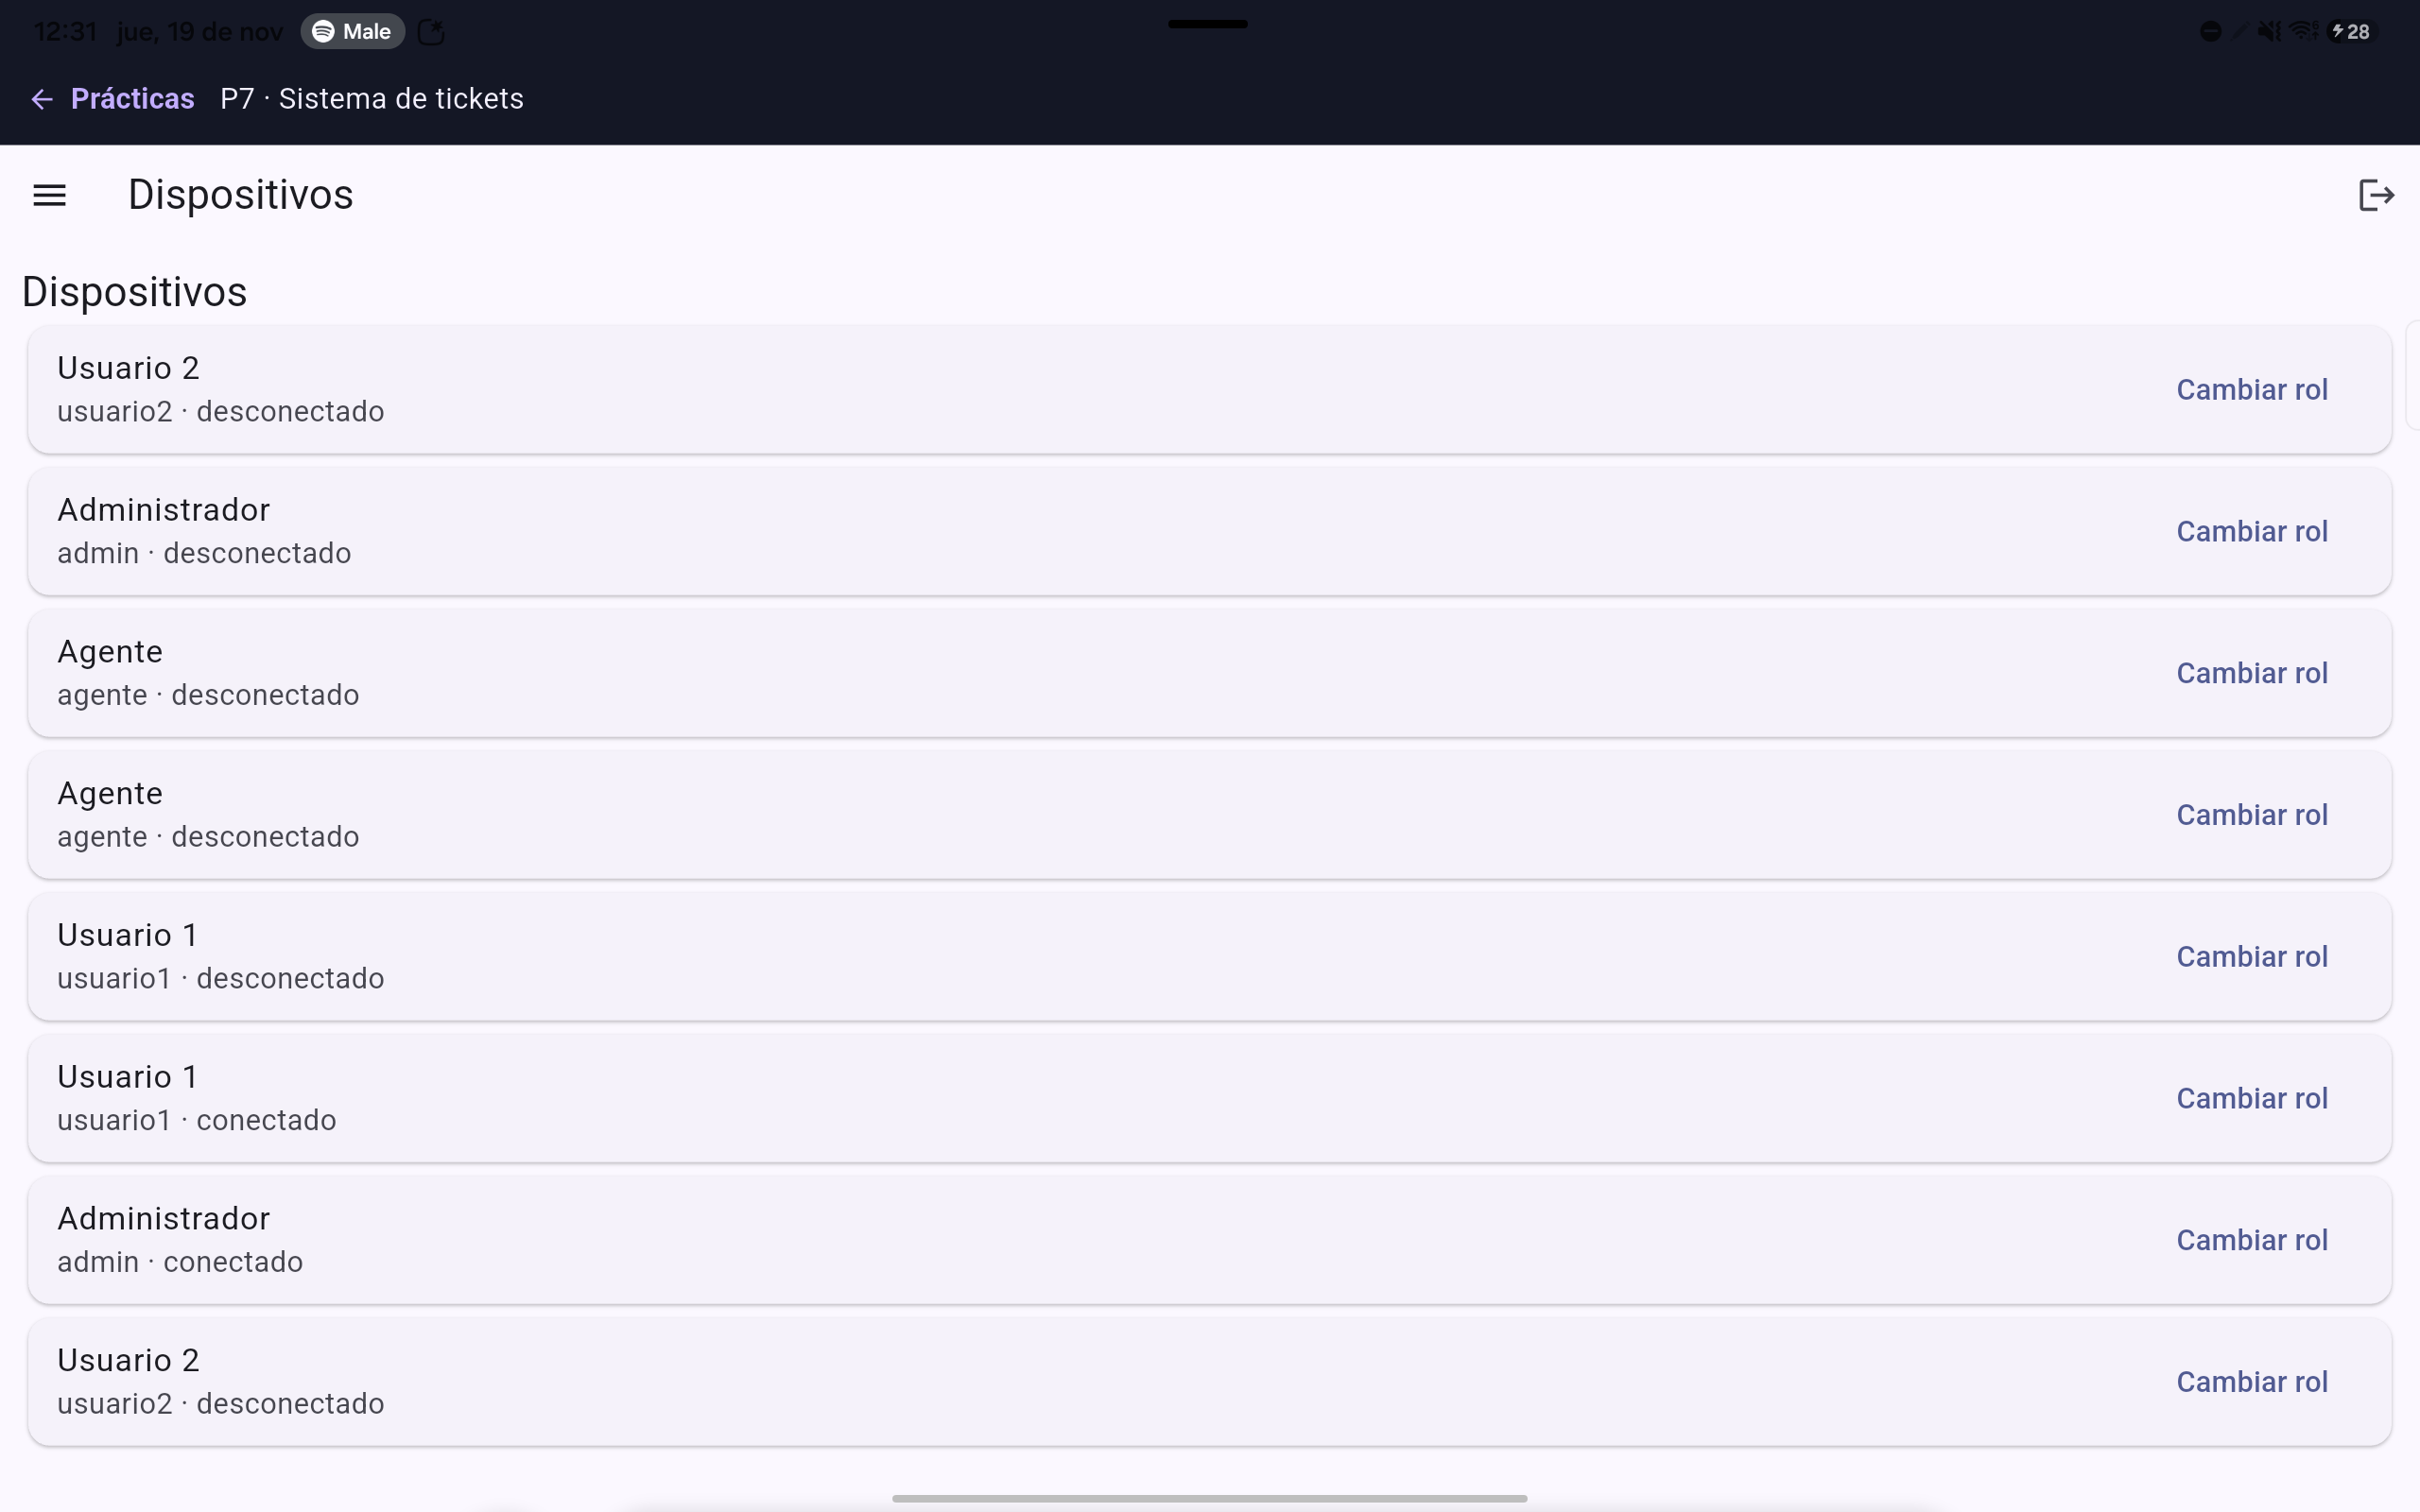 12:31 jue, 19 de nov Male 28
Prácticas P7 · Sistema de tickets
Dispositivos
Dispositivos
Usuario 2
usuario2 · desconectado
Cambiar rol
Administrador
admin · desconectado
Cambiar rol
Agente
agente · desconectado
Cambiar rol
Agente
agente · desconectado
Cambiar rol
Usuario 1
usuario1 · desconectado
Cambiar rol
Usuario 1
usuario1 · conectado
Cambiar rol
Administrador
admin · conectado
Cambiar rol
Usuario 2
usuario2 · desconectado
Cambiar rol